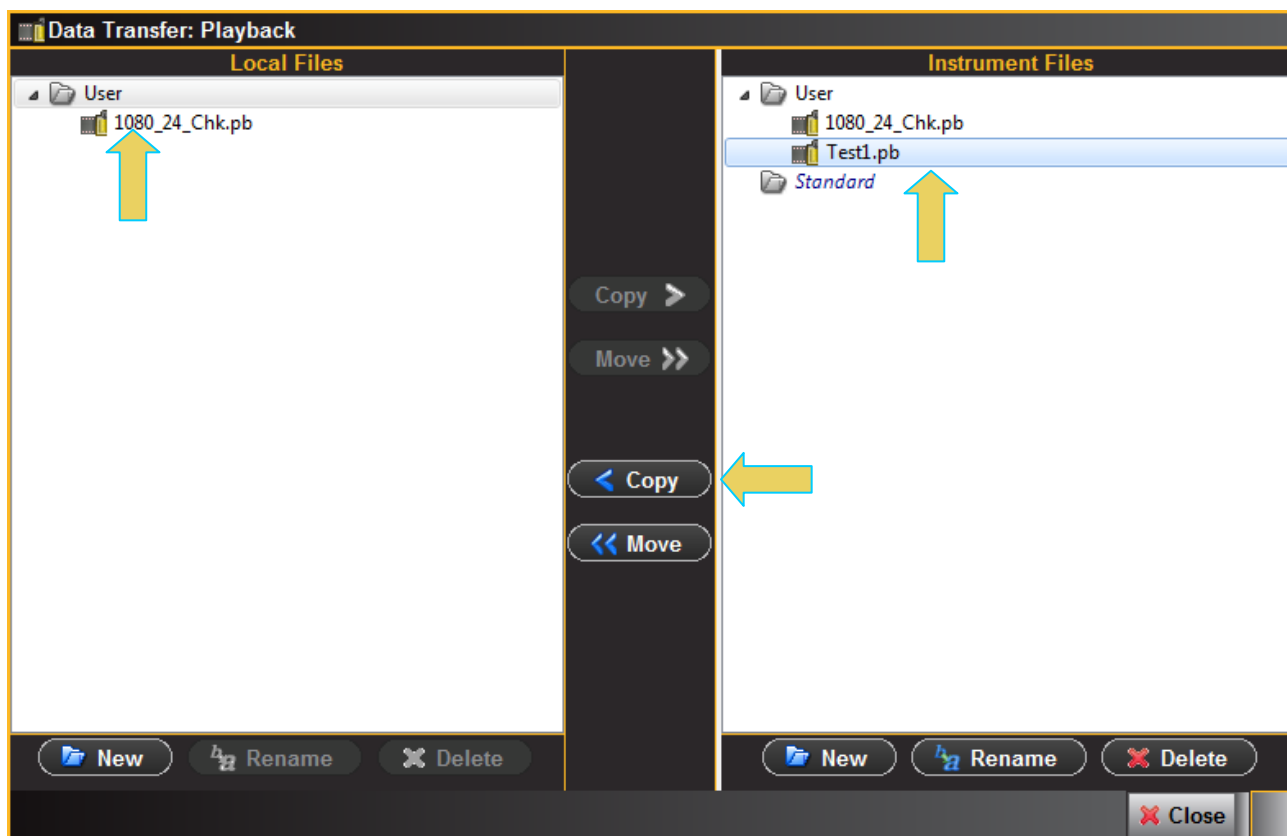 Data Transfer: Playback
Local Files
User
1080_24_Chk.pb
Copy
Move
Copy
Move
Instrument Files
User
1080_24_Chk.pb
Test1.pb
Standard
New Rename Delete
New Rename Delete
Close